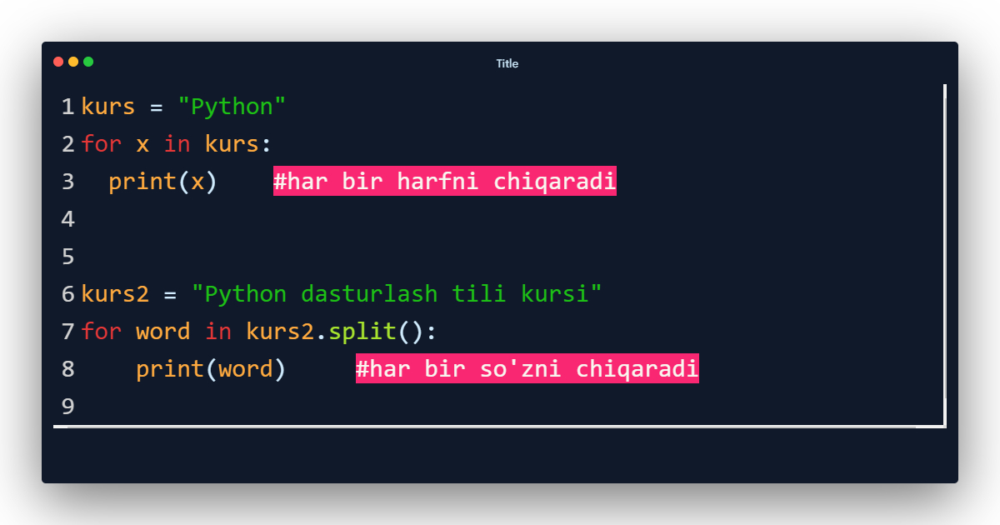 Title
1 kurs = "Python"
2 for x in kurs:
3   print(x)    #har bir harfni chiqaradi
4
5
6 kurs2 = "Python dasturlash tili kursi"
7 for word in kurs2.split():
8     print(word)     #har bir so'zni chiqaradi
9